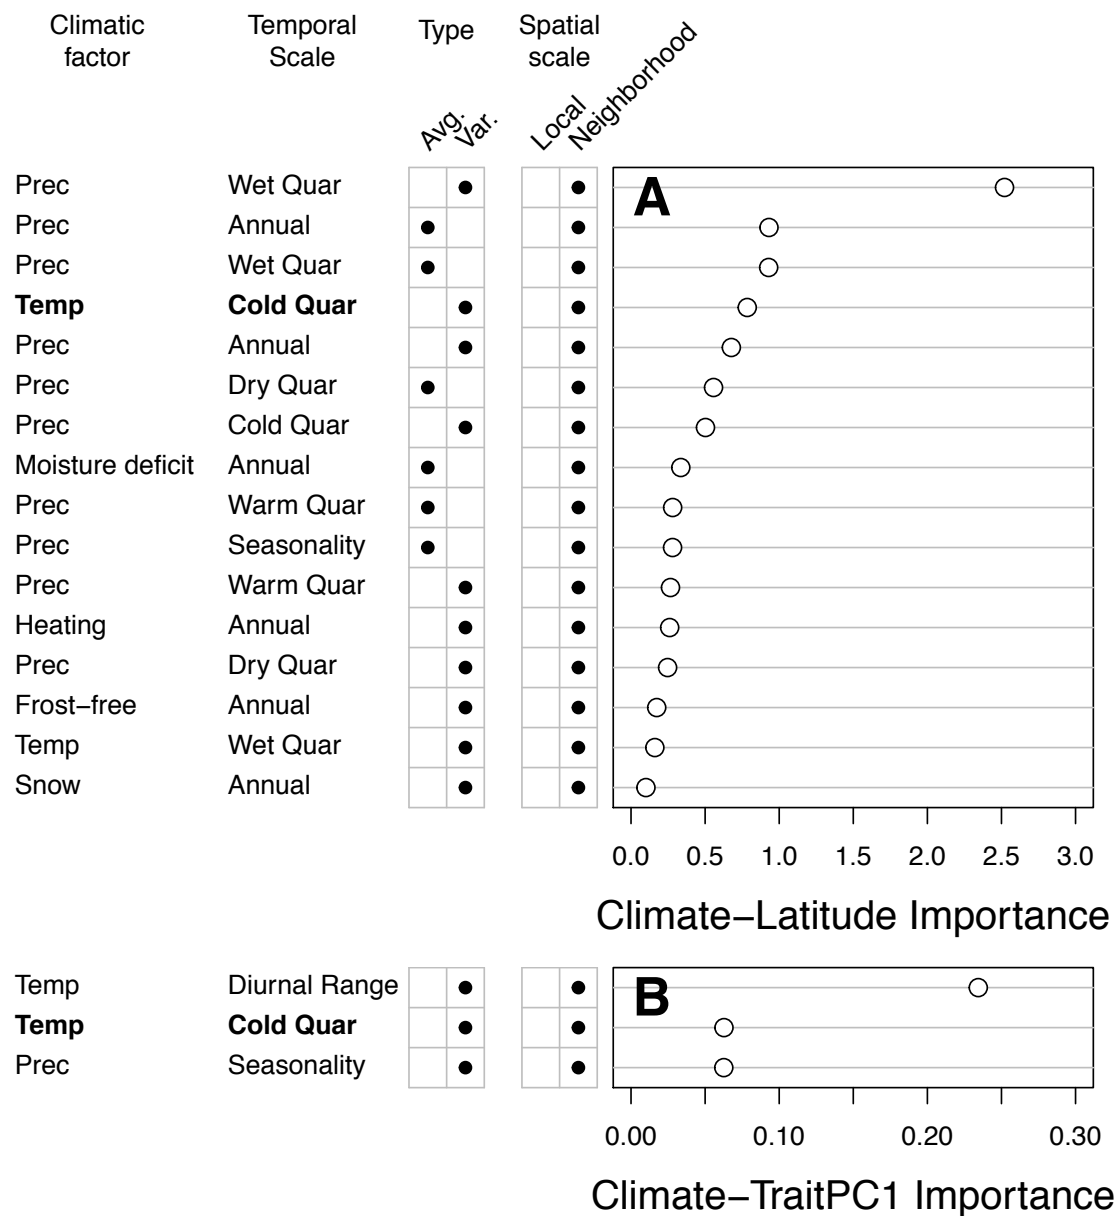 Climatic factor
Temporal Scale
Type
Spatial scale
Avg.
Var.
Local
Neighborhood
A
Prec Wet Quar
Prec Annual
Prec Wet Quar
Temp Cold Quar
Prec Annual
Prec Dry Quar
Prec Cold Quar
Moisture deficit Annual
Prec Warm Quar
Prec Seasonality
Prec Warm Quar
Heating Annual
Prec Dry Quar
Frost−free Annual
Temp Wet Quar
Snow Annual
0.0 0.5 1.0 1.5 2.0 2.5 3.0
Climate−Latitude Importance
B
Temp Diurnal Range
Temp Cold Quar
Prec Seasonality
0.00 0.10 0.20 0.30
Climate−TraitPC1 Importance